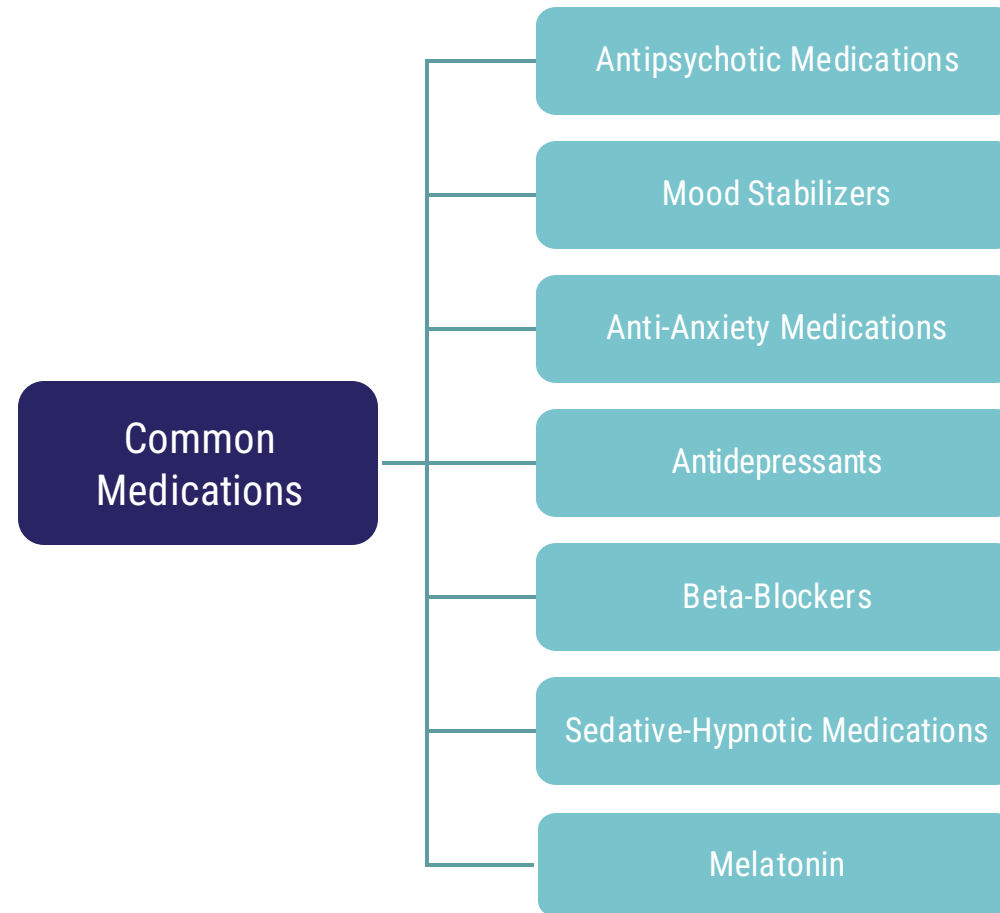 Antipsychotic Medications
Mood Stabilizers
Anti-Anxiety Medications
Common
Medications
Antidepressants
Beta-Blockers
Sedative-Hypnotic Medications
Melatonin